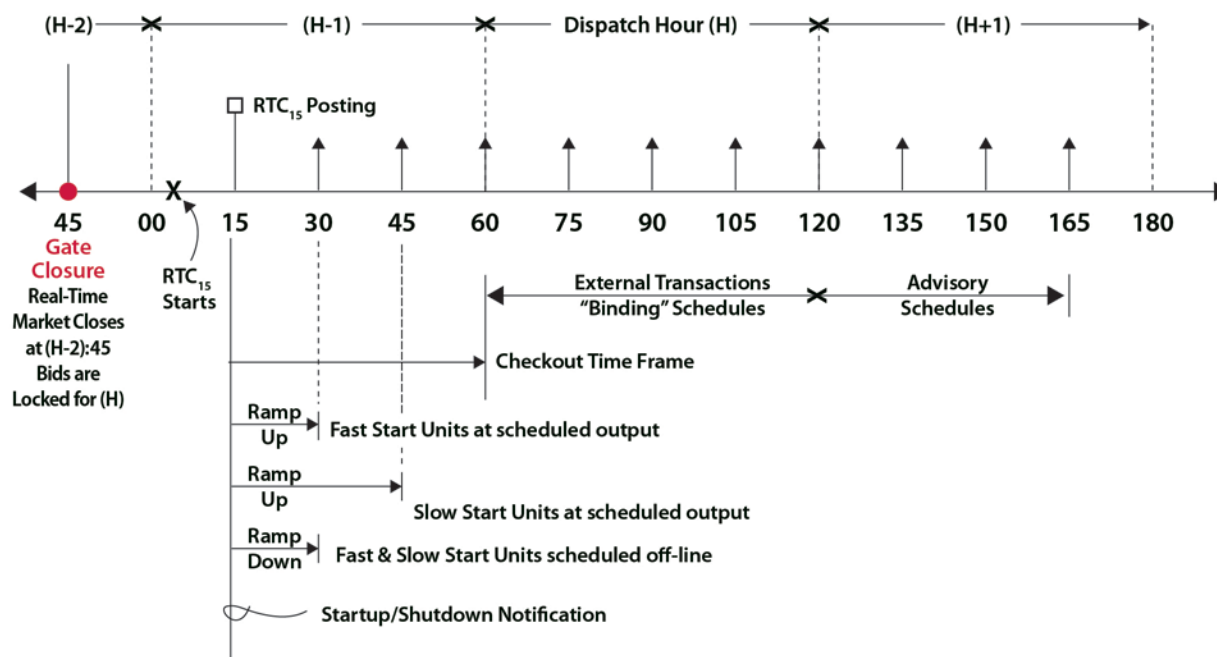 (H-2)
(H-1)
Dispatch Hour (H)
(H+1)
RTC15 Posting
45
00
15
30
45
60
75
90
105
120
135
150
165
180
X
Gate
Closure
Real-Time
Market Closes
at (H-2):45
Bids are
Locked for (H)
RTC15
Starts
External Transactions
“Binding” Schedules
Advisory
Schedules
Checkout Time Frame
Ramp
Up
Fast Start Units at scheduled output
Ramp
Up
Slow Start Units at scheduled output
Ramp
Down
Fast & Slow Start Units scheduled off-line
Startup/Shutdown Notification